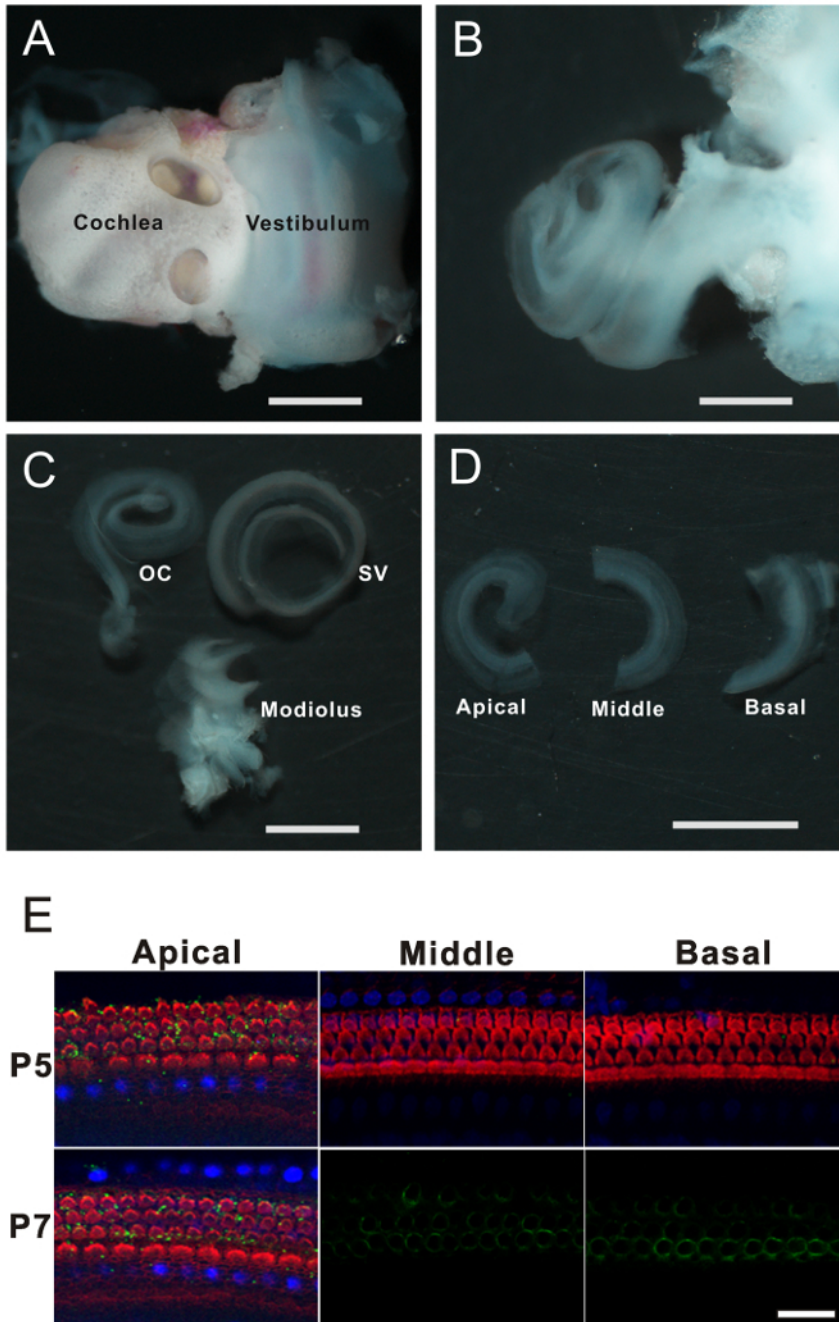 A
Cochlea
Vestibulum
B
C
OC
SV
Modiolus
D
Apical
Middle
Basal
E
Apical
Middle
Basal
P5
P7